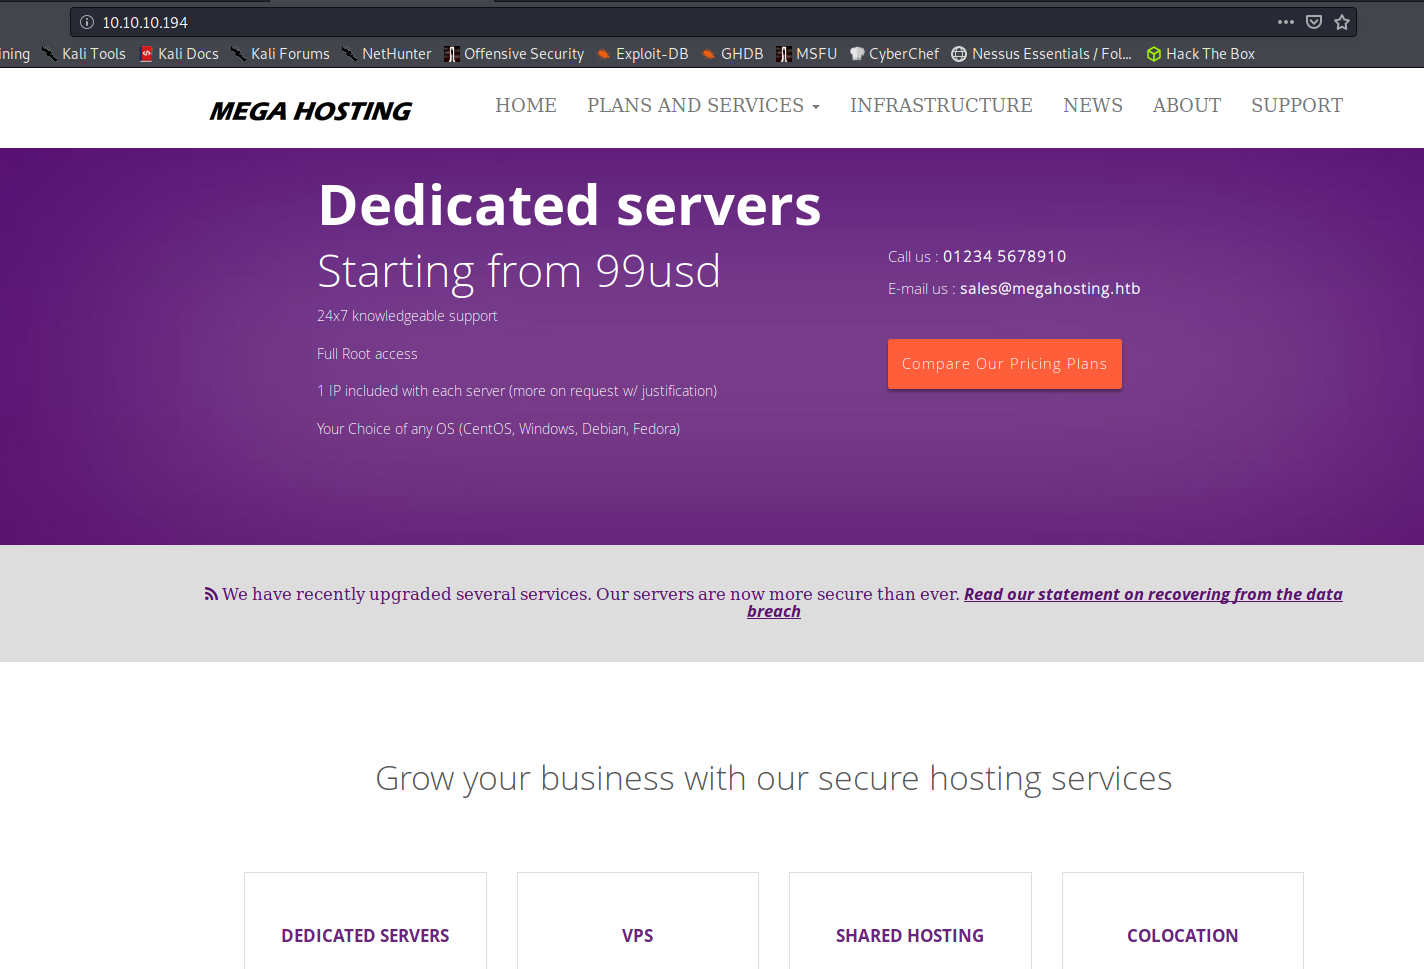 10.10.10.194
ining Kali Tools Kali Docs Kali Forums NetHunter Offensive Security Exploit-DB GHDB MSFU CyberChef Nessus Essentials / Fol... Hack The Box
MEGA HOSTING HOME PLANS AND SERVICES INFRASTRUCTURE NEWS ABOUT SUPPORT
Dedicated servers
Starting from 99usd
24x7 knowledgeable support
Full Root access
1 IP included with each server (more on request w/ justification)
Your Choice of any OS (CentOS, Windows, Debian, Fedora)
Call us : 01234 5678910
E-mail us : sales@megahosting.htb
Compare Our Pricing Plans
We have recently upgraded several services. Our servers are now more secure than ever. Read our statement on recovering from the data
breach
Grow your business with our secure hosting services
DEDICATED SERVERS VPS SHARED HOSTING COLOCATION